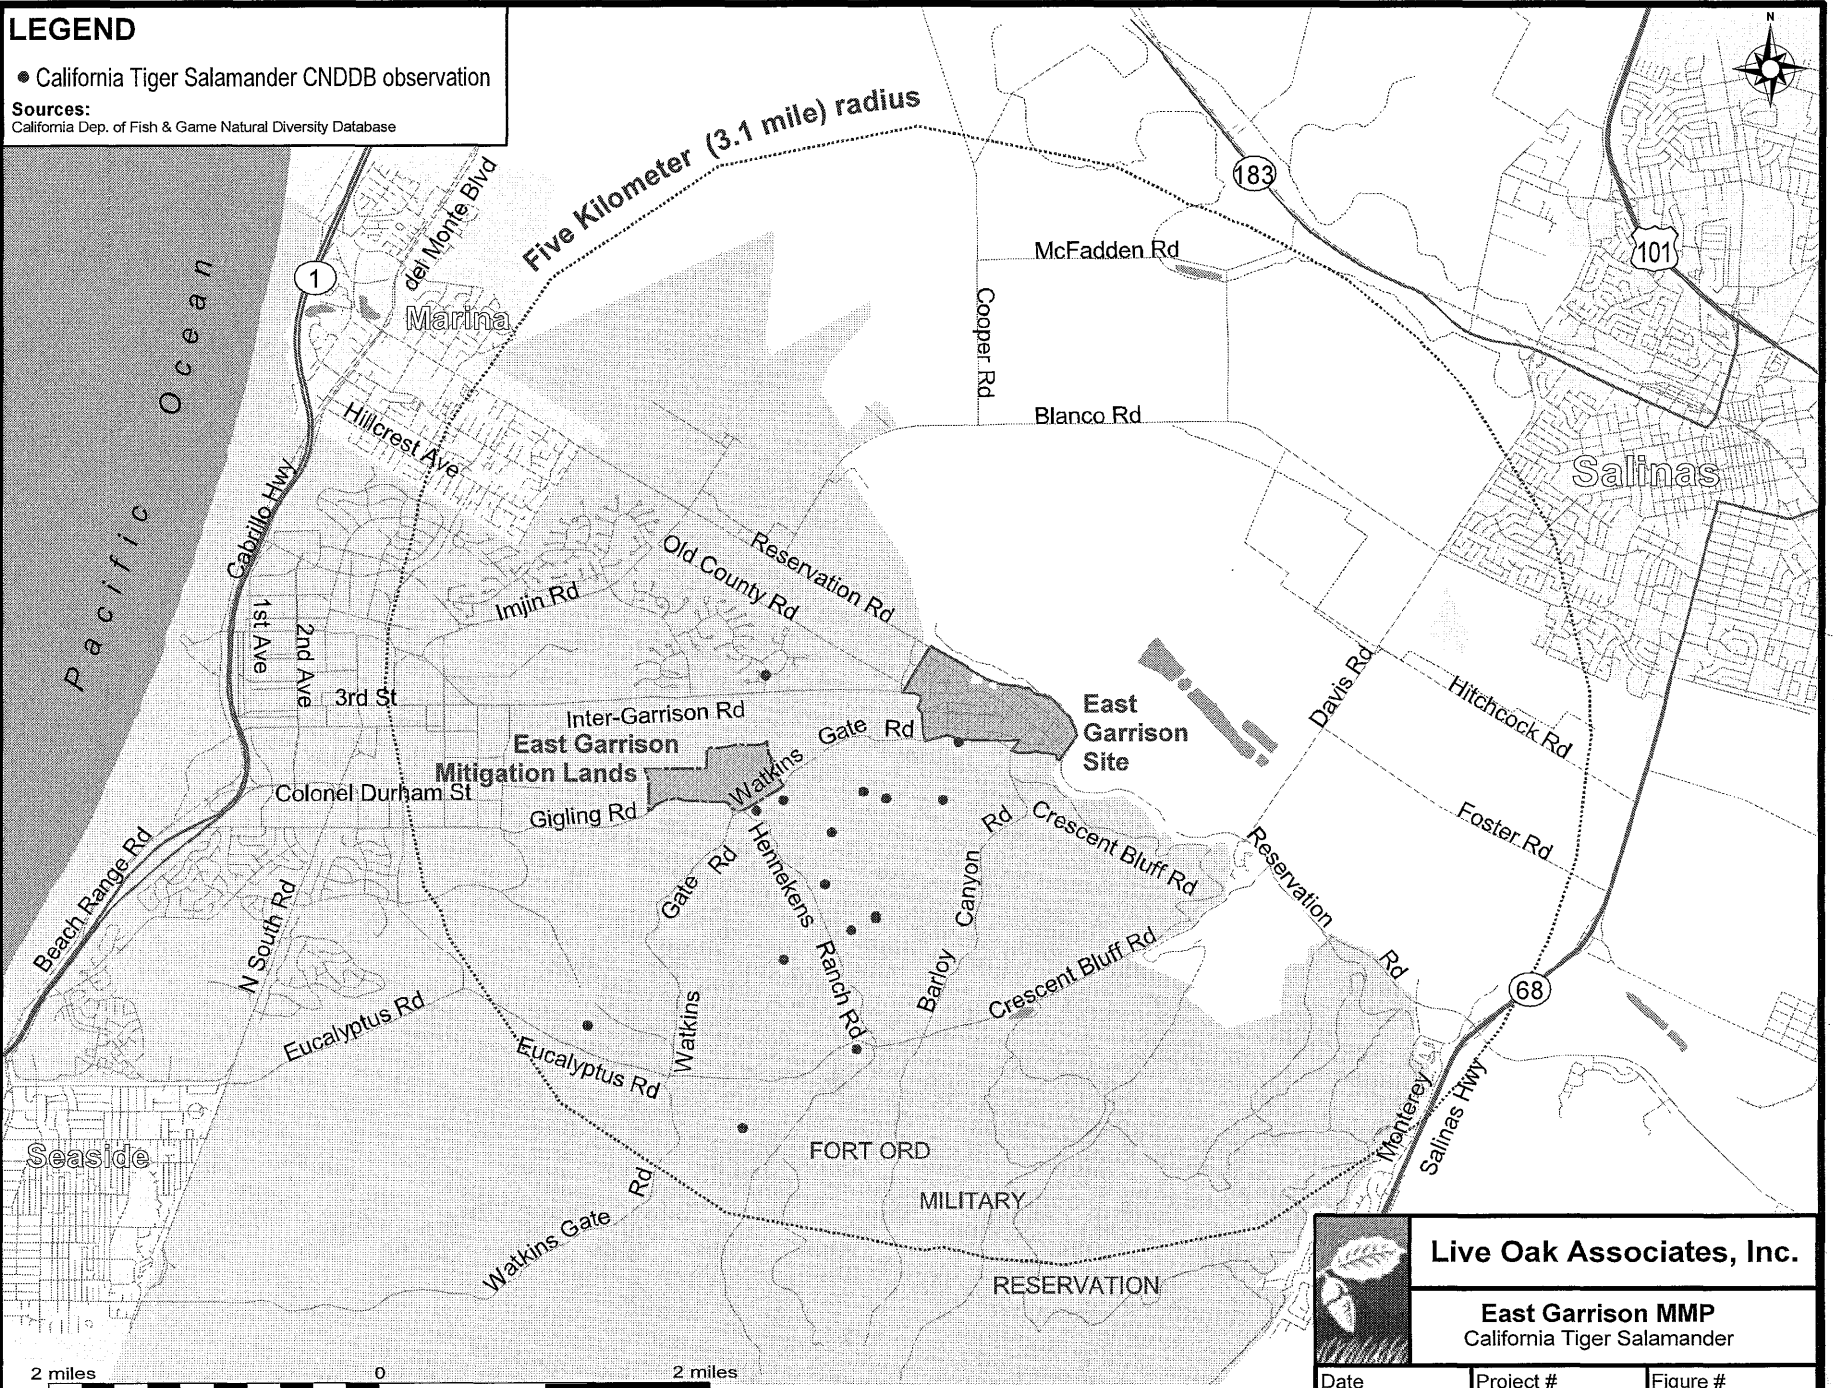 LEGEND
● California Tiger Salamander CNDDB observation
Sources:
California Dep. of Fish & Game Natural Diversity Database
N
Five Kilometer (3.1 mile) radius
183
101
1
del Monte Blvd
Marina
McFadden Rd
Cooper Rd
Blanco Rd
Pacific Ocean
Hillcrest Ave
Salinas
Cabrillo Hwy
Reservation Rd
Old County Rd
Imjin Rd
1st Ave
2nd Ave
3rd St
Inter-Garrison Rd
Davis Rd
Hitchcock Rd
East
Garrison
Site
Watkins Gate Rd
East Garrison
Mitigation Lands
Colonel Durham St
Gigling Rd
Foster Rd
Crescent Bluff Rd
Reservation Rd
Beach Range Rd
N South Rd
Watkins Gate Rd
Hennekens Ranch Rd
Barloy Canyon Rd
Crescent Bluff Rd
68
Eucalyptus Rd
Eucalyptus Rd
Monterey
Salinas Hwy
Seaside
FORT ORD
MILITARY
RESERVATION
Watkins Gate Rd
Live Oak Associates, Inc.
East Garrison MMP
California Tiger Salamander
2 miles 0 2 miles
Date Project # Figure #